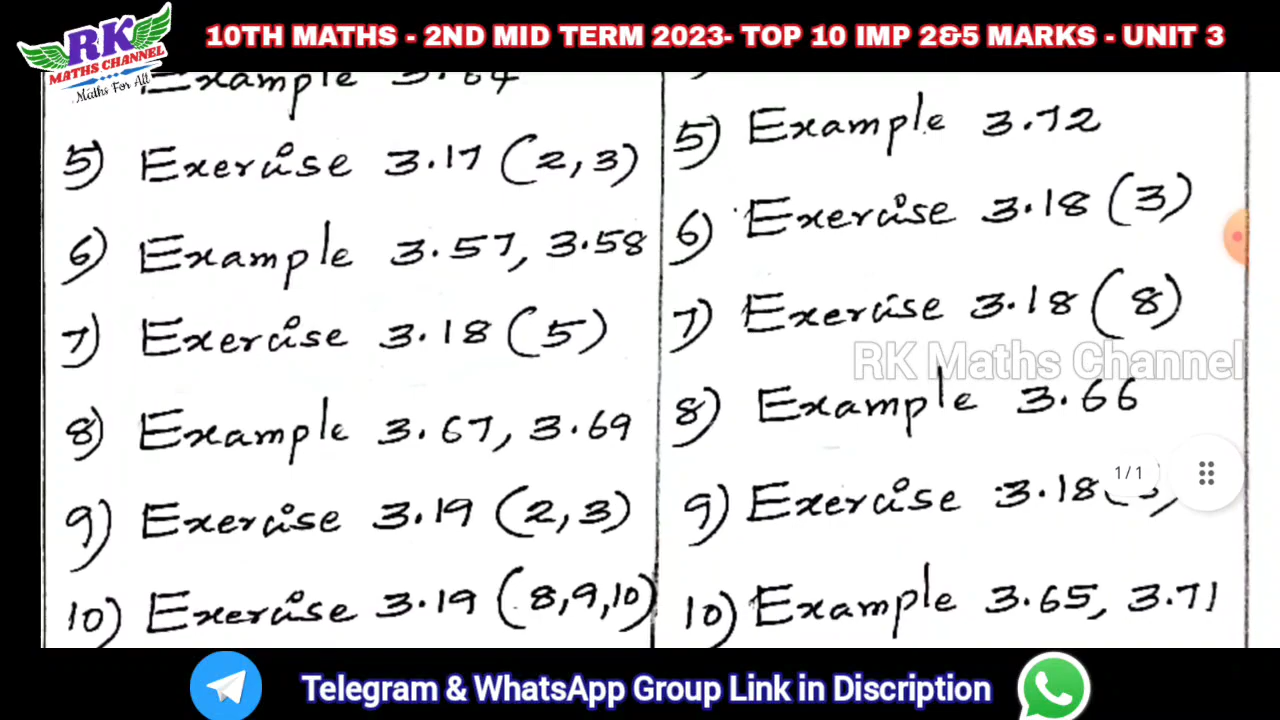 RK
MATHS CHANNEL
Maths For All
10TH MATHS - 2ND MID TERM 2023- TOP 10 IMP 2&5 MARKS - UNIT 3
Example 3.64
5) Exercise 3.17 (2,3)
6) Example 3.57, 3.58
7) Exercise 3.18 (5)
8) Example 3.67, 3.69
9) Exercise 3.19 (2,3)
10) Exercise 3.19 (8,9,10)
5) Example 3.72
6) Exercise 3.18 (3)
7) Exercise 3.18 (8)
RK Maths Channel
8) Example 3.66
1/1
9) Exercise 3.18
10) Example 3.65, 3.71
Telegram & WhatsApp Group Link in Discription